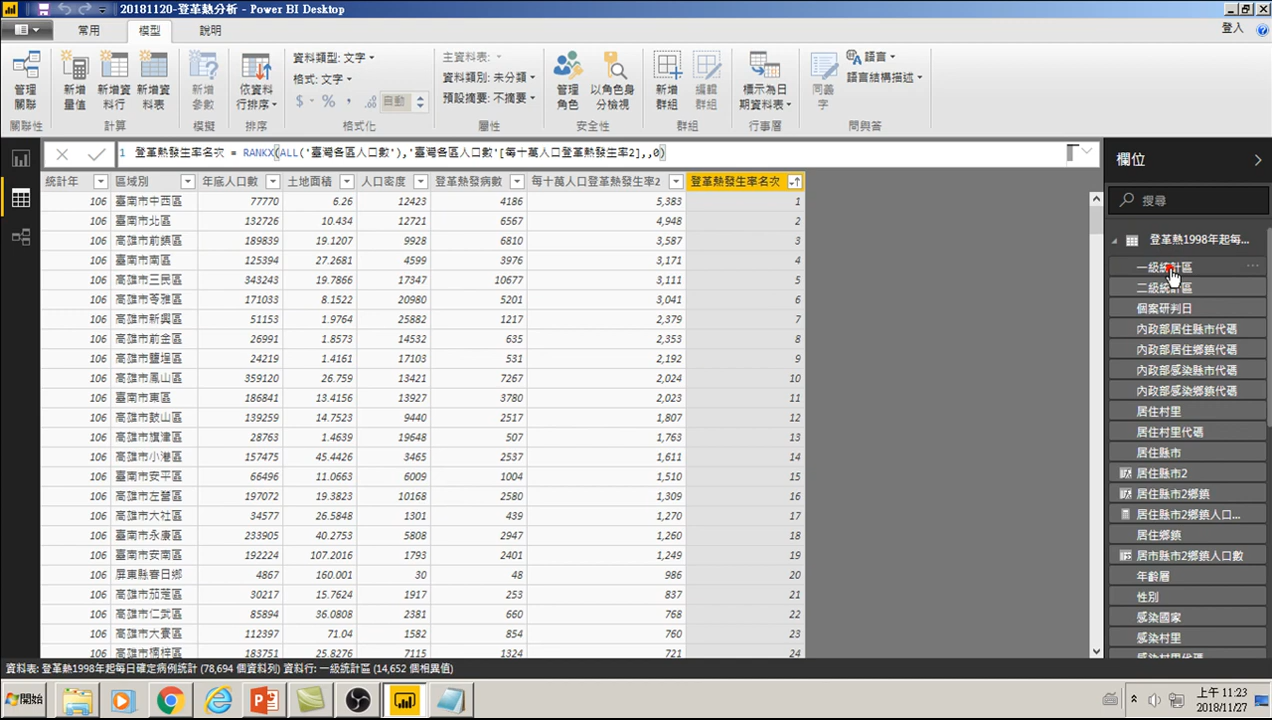 20181120-登革熱分析 - Power BI Desktop
常用 模型 說明 登入
管理關聯 新增量值 新增資料行 新增資料表 新增參數 依資料行排序 資料類型: 文字 格式: 文字 $ % , .00 自動 主資料表: 資料類別: 未分類 預設摘要: 不摘要 管理角色 以角色身分檢視 新增群組 編輯群組 標示為日期資料表 同義字 語言 語言結構描述
關聯性 計算 模擬 排序 格式化 屬性 安全性 群組 行事曆 問與答
1 登革熱發生率名次 = RANKX(ALL('臺灣各區人口數'),'臺灣各區人口數'[每十萬人口登革熱發生率2],,0)
統計年 區域別 年底人口數 土地面積 人口密度 登革熱發病數 每十萬人口登革熱發生率2 登革熱發生率名次
106 臺南市中西區 77770 6.26 12423 4186 5,383 1
106 臺南市北區 132726 10.434 12721 6567 4,948 2
106 高雄市前鎮區 189839 19.1207 9928 6810 3,587 3
106 臺南市南區 125394 27.2681 4599 3976 3,171 4
106 高雄市三民區 343243 19.7866 17347 10677 3,111 5
106 高雄市苓雅區 171033 8.1522 20980 5201 3,041 6
106 高雄市新興區 51153 1.9764 25882 1217 2,379 7
106 高雄市前金區 26991 1.8573 14532 635 2,353 8
106 高雄市鹽埕區 24219 1.4161 17103 531 2,192 9
106 高雄市鳳山區 359120 26.759 13421 7267 2,024 10
106 臺南市東區 186841 13.4156 13927 3780 2,023 11
106 高雄市鼓山區 139259 14.7523 9440 2517 1,807 12
106 高雄市旗津區 28763 1.4639 19648 507 1,763 13
106 高雄市小港區 157475 45.4426 3465 2537 1,611 14
106 臺南市安平區 66496 11.0663 6009 1004 1,510 15
106 高雄市左營區 197072 19.3823 10168 2580 1,309 16
106 高雄市大社區 34577 26.5848 1301 439 1,270 17
106 臺南市永康區 233905 40.2753 5808 2947 1,260 18
106 臺南市安南區 192224 107.2016 1793 2401 1,249 19
106 屏東縣春日鄉 4867 160.001 30 48 986 20
106 高雄市茄萣區 30217 15.7624 1917 253 837 21
106 高雄市仁武區 85894 36.0808 2381 660 768 22
106 高雄市大寮區 112397 71.04 1582 854 760 23
106 高雄市楠梓區 183751 25.8276 7115 1324 721 24
欄位
搜尋
登革熱1998年起每...
一級統計區
二級統計區
個案研判日
內政部居住縣市代碼
內政部居住鄉鎮代碼
內政部感染縣市代碼
內政部感染鄉鎮代碼
居住村里
居住村里代碼
居住縣市
居住縣市2
居住縣市2鄉鎮
居住縣市2鄉鎮人口...
居住鄉鎮
居市縣市2鄉鎮人口數
年齡層
性別
感染國家
感染村里
感染村里代碼
資料表: 登革熱1998年起每日確定病例統計 (78,694 個資料列) 資料行: 一級統計區 (14,652 個相異值)
開始
上午 11:23
2018/11/27